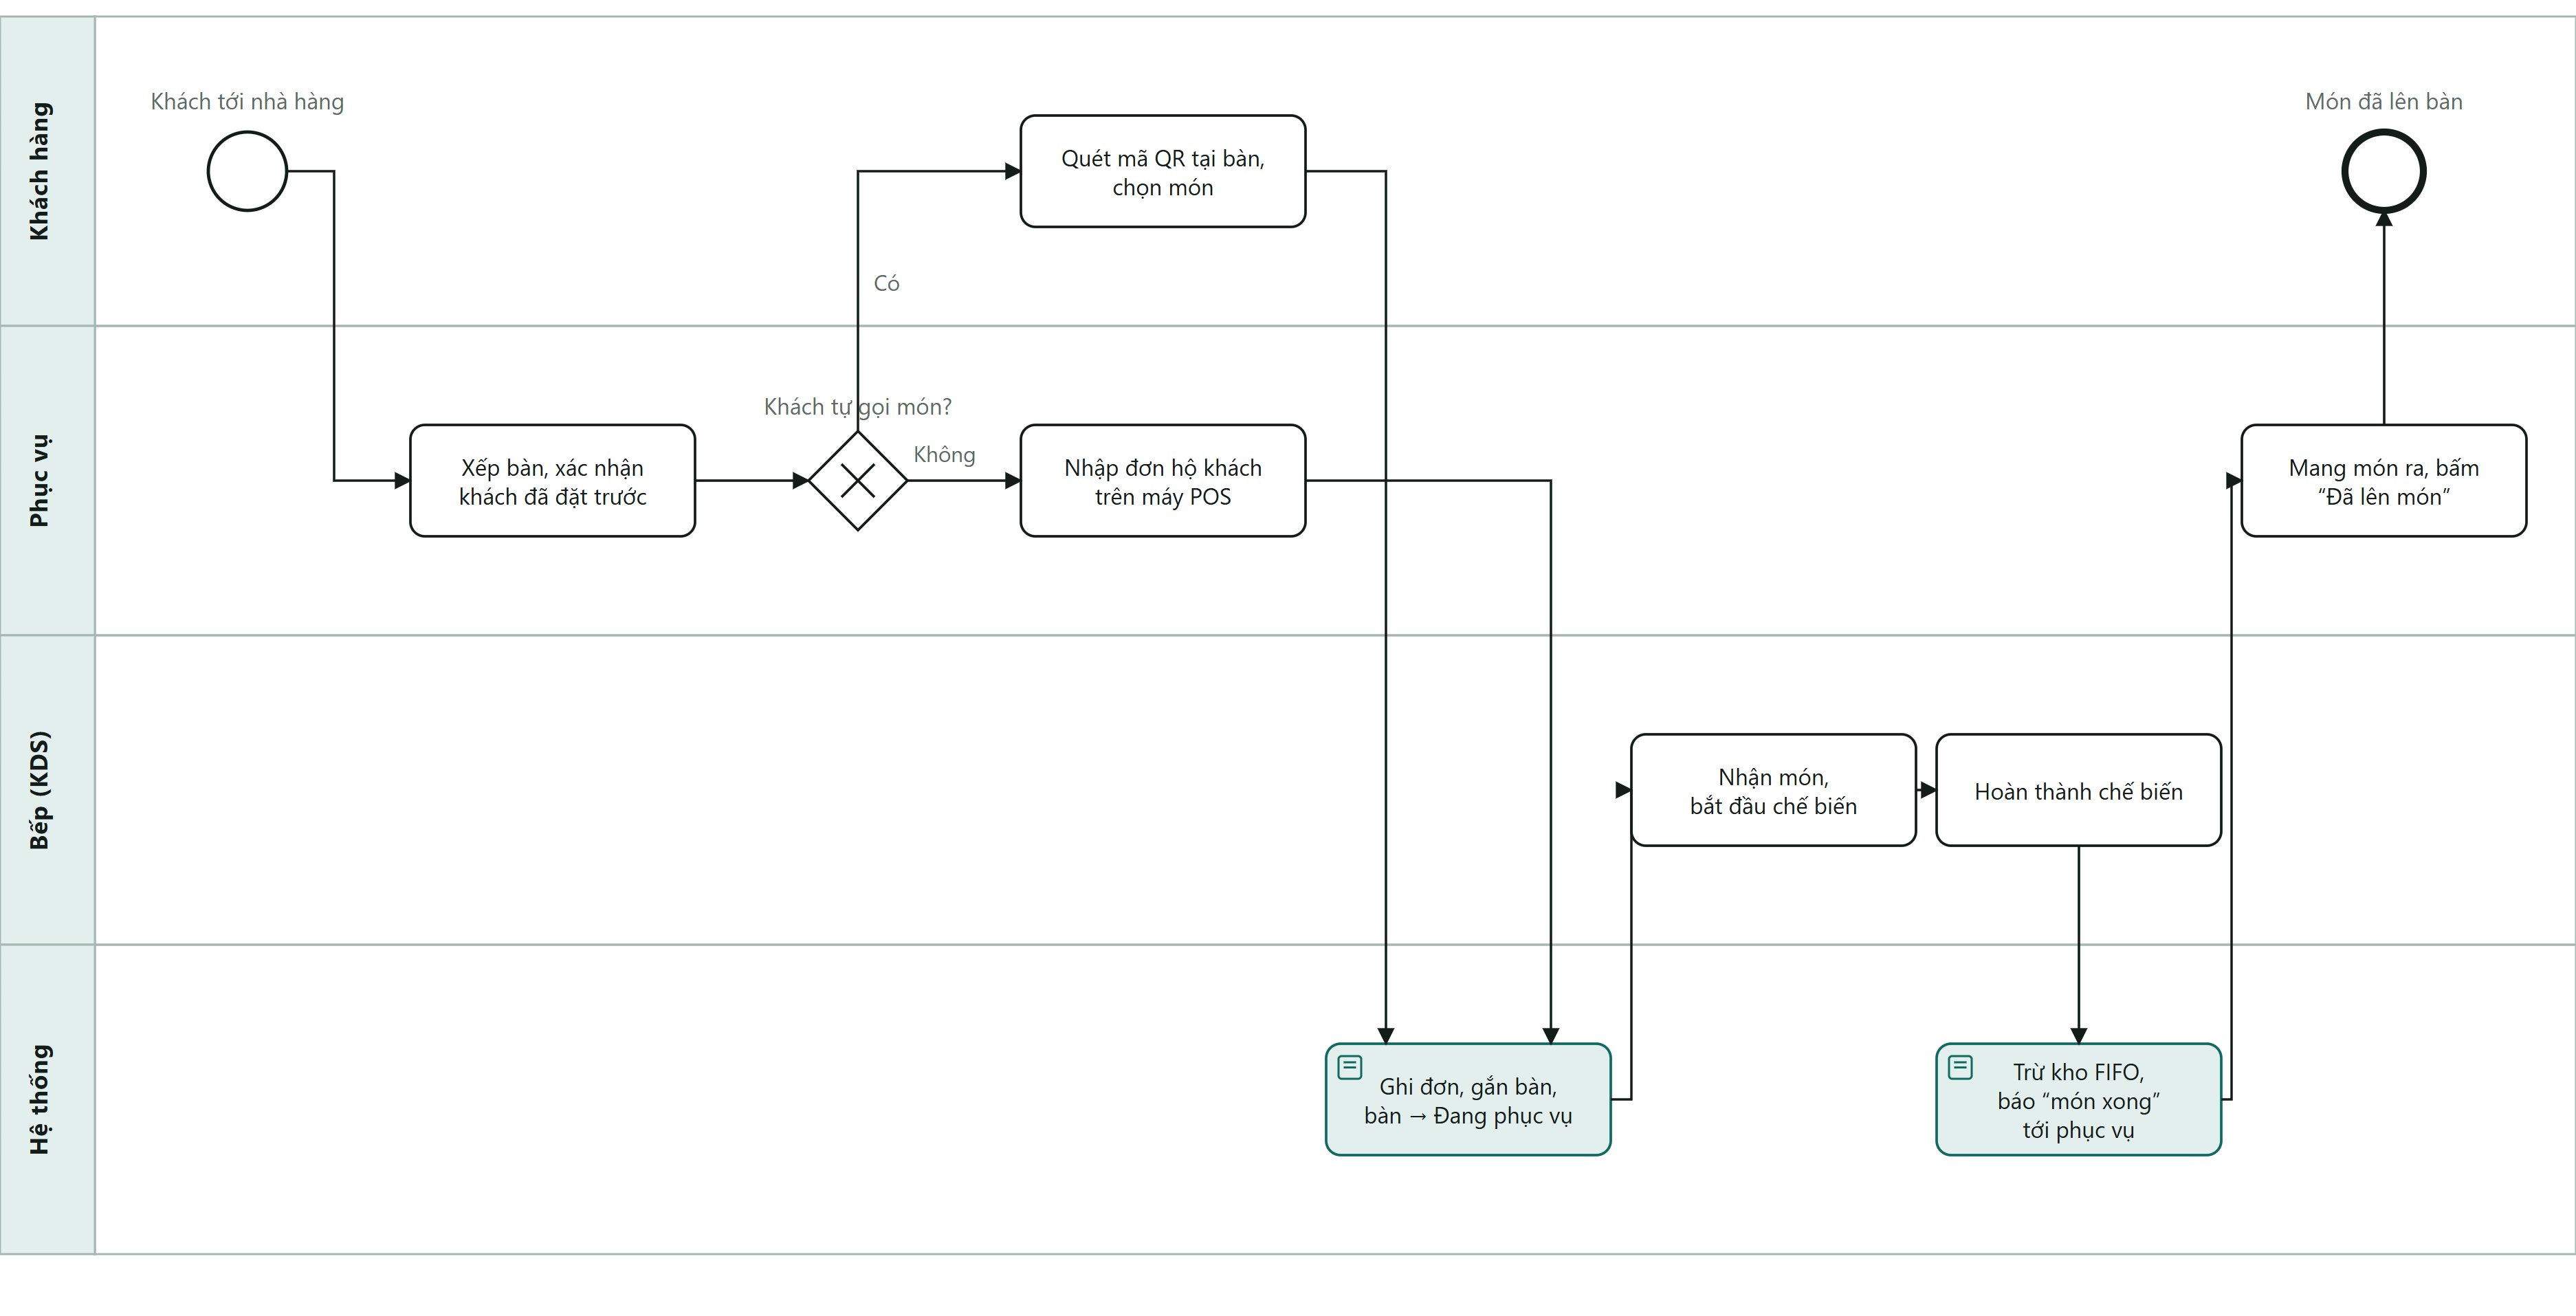 Khách hàng
Khách tới nhà hàng
Quét mã QR tại bàn,
chọn món
Có
Món đã lên bàn
Phục vụ
Xếp bàn, xác nhận
khách đã đặt trước
Khách tự gọi món?
Không
Nhập đơn hộ khách
trên máy POS
Mang món ra, bấm
“Đã lên món”
Bếp (KDS)
Nhận món,
bắt đầu chế biến
Hoàn thành chế biến
Hệ thống
Ghi đơn, gắn bàn,
bàn → Đang phục vụ
Trừ kho FIFO,
báo “món xong”
tới phục vụ